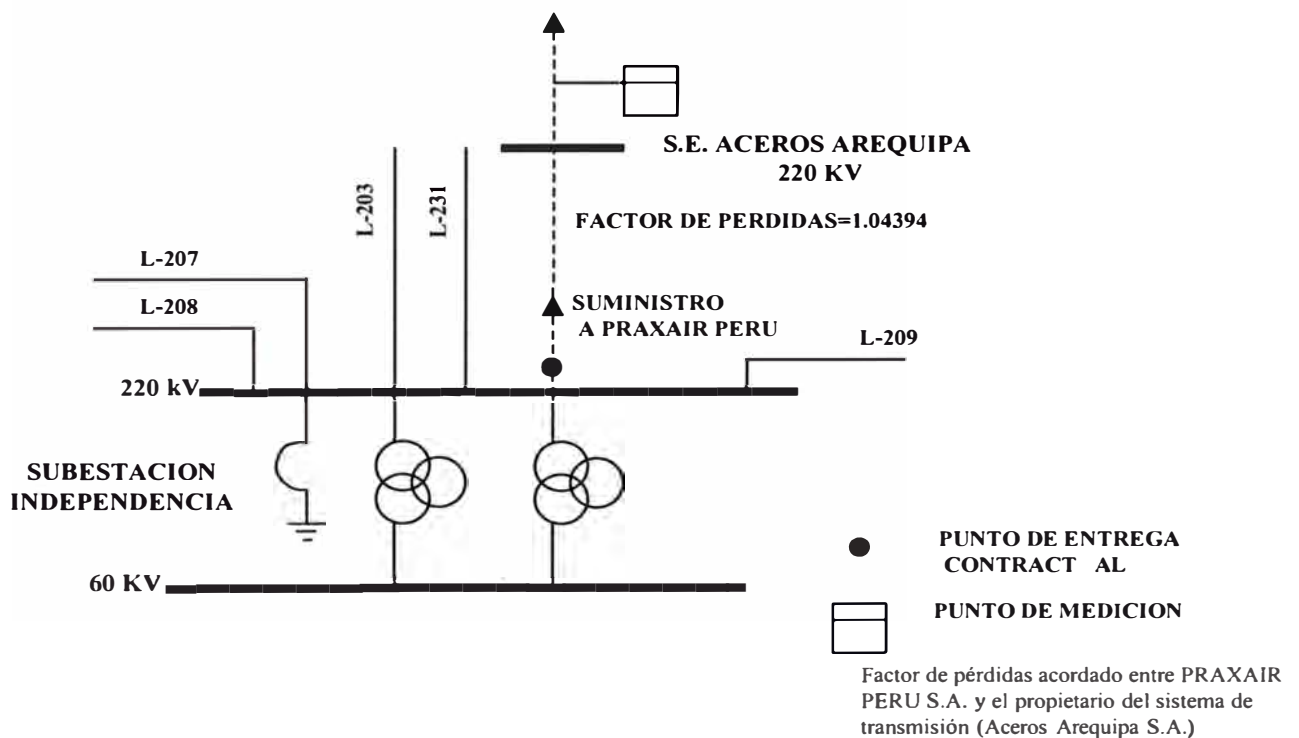 S.E. ACEROS AREQUIPA
220 KV
L-203
L-231
FACTOR DE PERDIDAS=1.04394
L-207
L-208
SUMINISTRO
A PRAXAIR PERU
L-209
220 kV
SUBESTACION
INDEPENDENCIA
60 KV
PUNTO DE ENTREGA
CONTRACT AL
PUNTO DE MEDICION
Factor de pérdidas acordado entre PRAXAIR
PERU S.A. y el propietario del sistema de
transmisión (Aceros Arequipa S.A.)